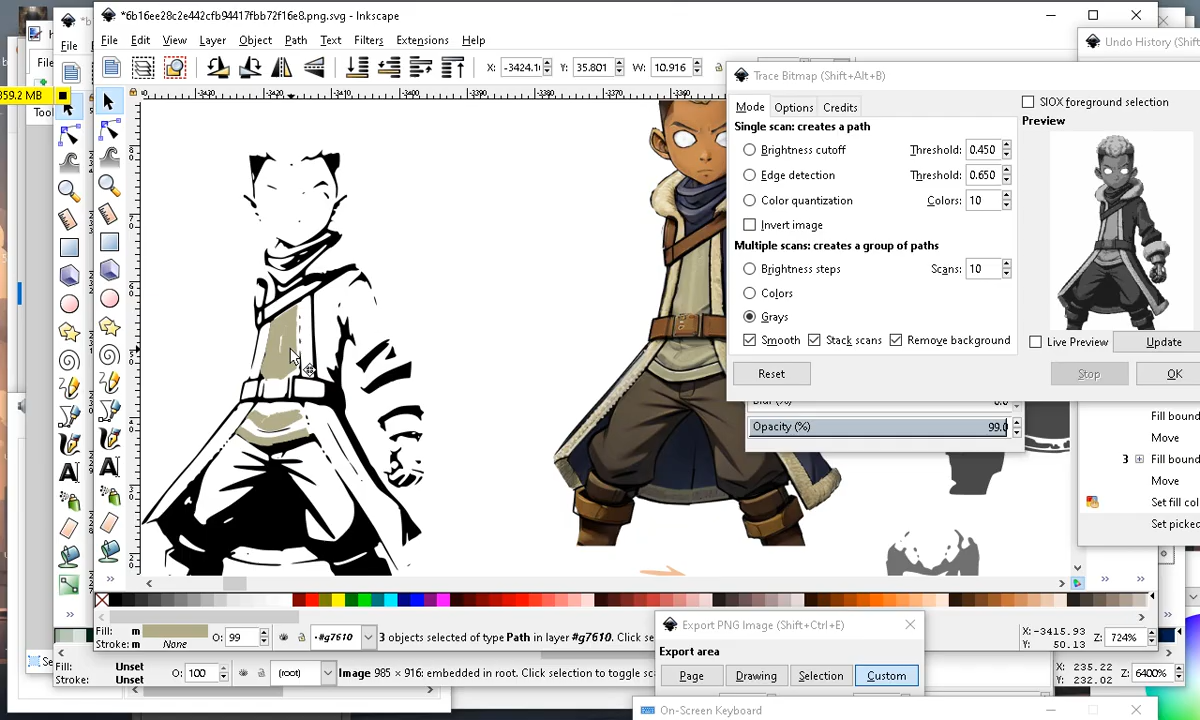 *6b16ee28c2e442cfb94417fbb72f16e8.png.svg - Inkscape
File Edit View Layer Object Path Text Filters Extensions Help
File
File
Tool
X: -3424.1 Y: 35.801 W: 10.916
359.2 MB
Undo History (Shift
Trace Bitmap (Shift+Alt+B)
Mode Options Credits
SIOX foreground selection
Preview
Single scan: creates a path
Brightness cutoff Threshold: 0.450
Edge detection Threshold: 0.650
Color quantization Colors: 10
Invert image
Multiple scans: creates a group of paths
Brightness steps Scans: 10
Colors
Grays
Smooth Stack scans Remove background
Live Preview Update
Reset Stop OK
Opacity (%) 99.0
Fill bound
Move
3 Fill bound
Move
Set fill col
Set picked
Fill: m
Stroke: m None
O: 99
•#g7610
3 objects selected of type Path in layer #g7610. Click se
X: -3415.93
Y: 50.13
Z: 724%
Fill: Unset
Stroke: Unset
O: 100
(root)
Image 985 × 916: embedded in root. Click selection to toggle sca
X: 235.22
Y: 232.02
Z: 6400%
Export PNG Image (Shift+Ctrl+E)
Export area
Page Drawing Selection Custom
On-Screen Keyboard